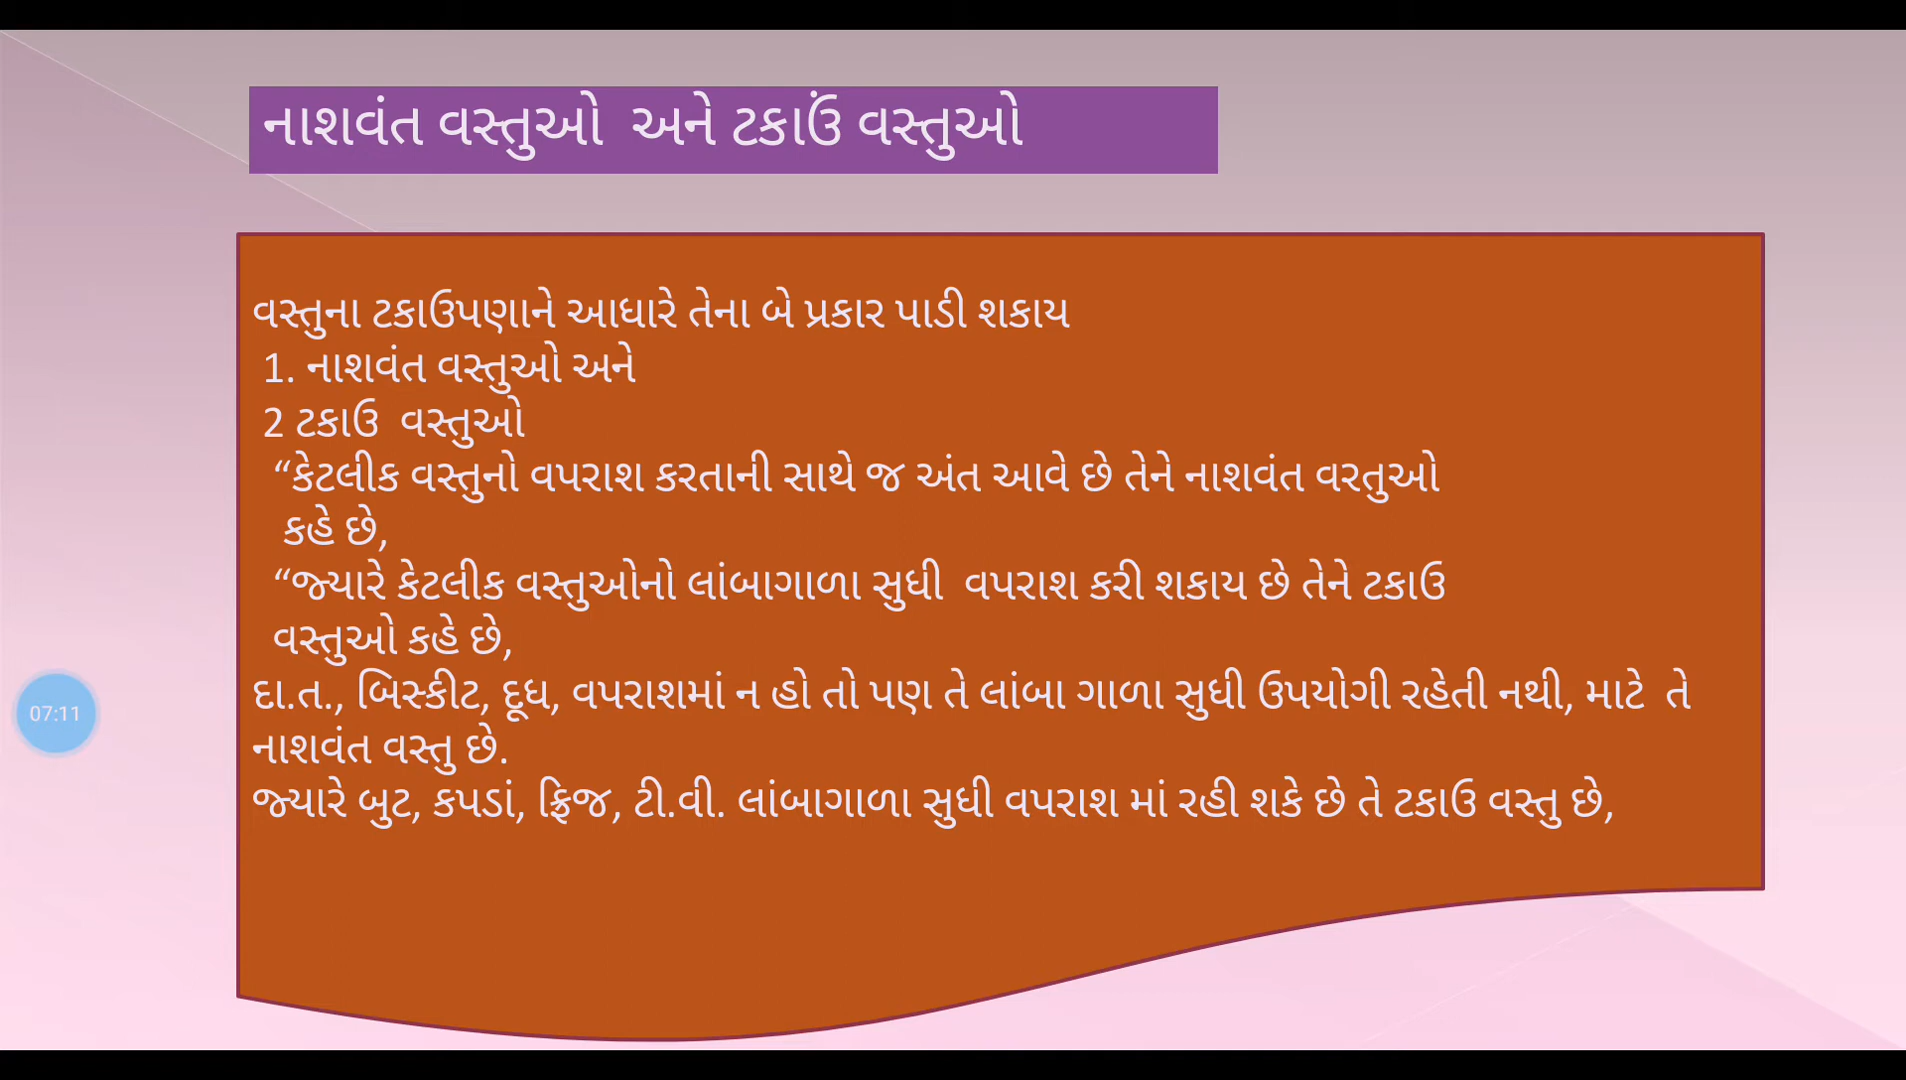 નાશવંત વસ્તુઓ અને ટકાઉં વસ્તુઓ
વસ્તુના ટકાઉપણાને આધારે તેના બે પ્રકાર પાડી શકાય
1. નાશવંત વસ્તુઓ અને
2 ટકાઉ વસ્તુઓ
“કેટલીક વસ્તુનો વપરાશ કરતાની સાથે જ અંત આવે છે તેને નાશવંત વરતુઓ
કહે છે,
“જ્યારે કેટલીક વસ્તુઓનો લાંબાગાળા સુધી વપરાશ કરી શકાય છે તેને ટકાઉ
વસ્તુઓ કહે છે,
દા.ત., બિસ્કીટ, દૂધ, વપરાશમાં ન હો તો પણ તે લાંબા ગાળા સુધી ઉપયોગી રહેતી નથી, માટે તે
નાશવંત વસ્તુ છે.
જ્યારે બુટ, કપડાં, ફ્રિજ, ટી.વી. લાંબાગાળા સુધી વપરાશ માં રહી શકે છે તે ટકાઉ વસ્તુ છે,
07:11